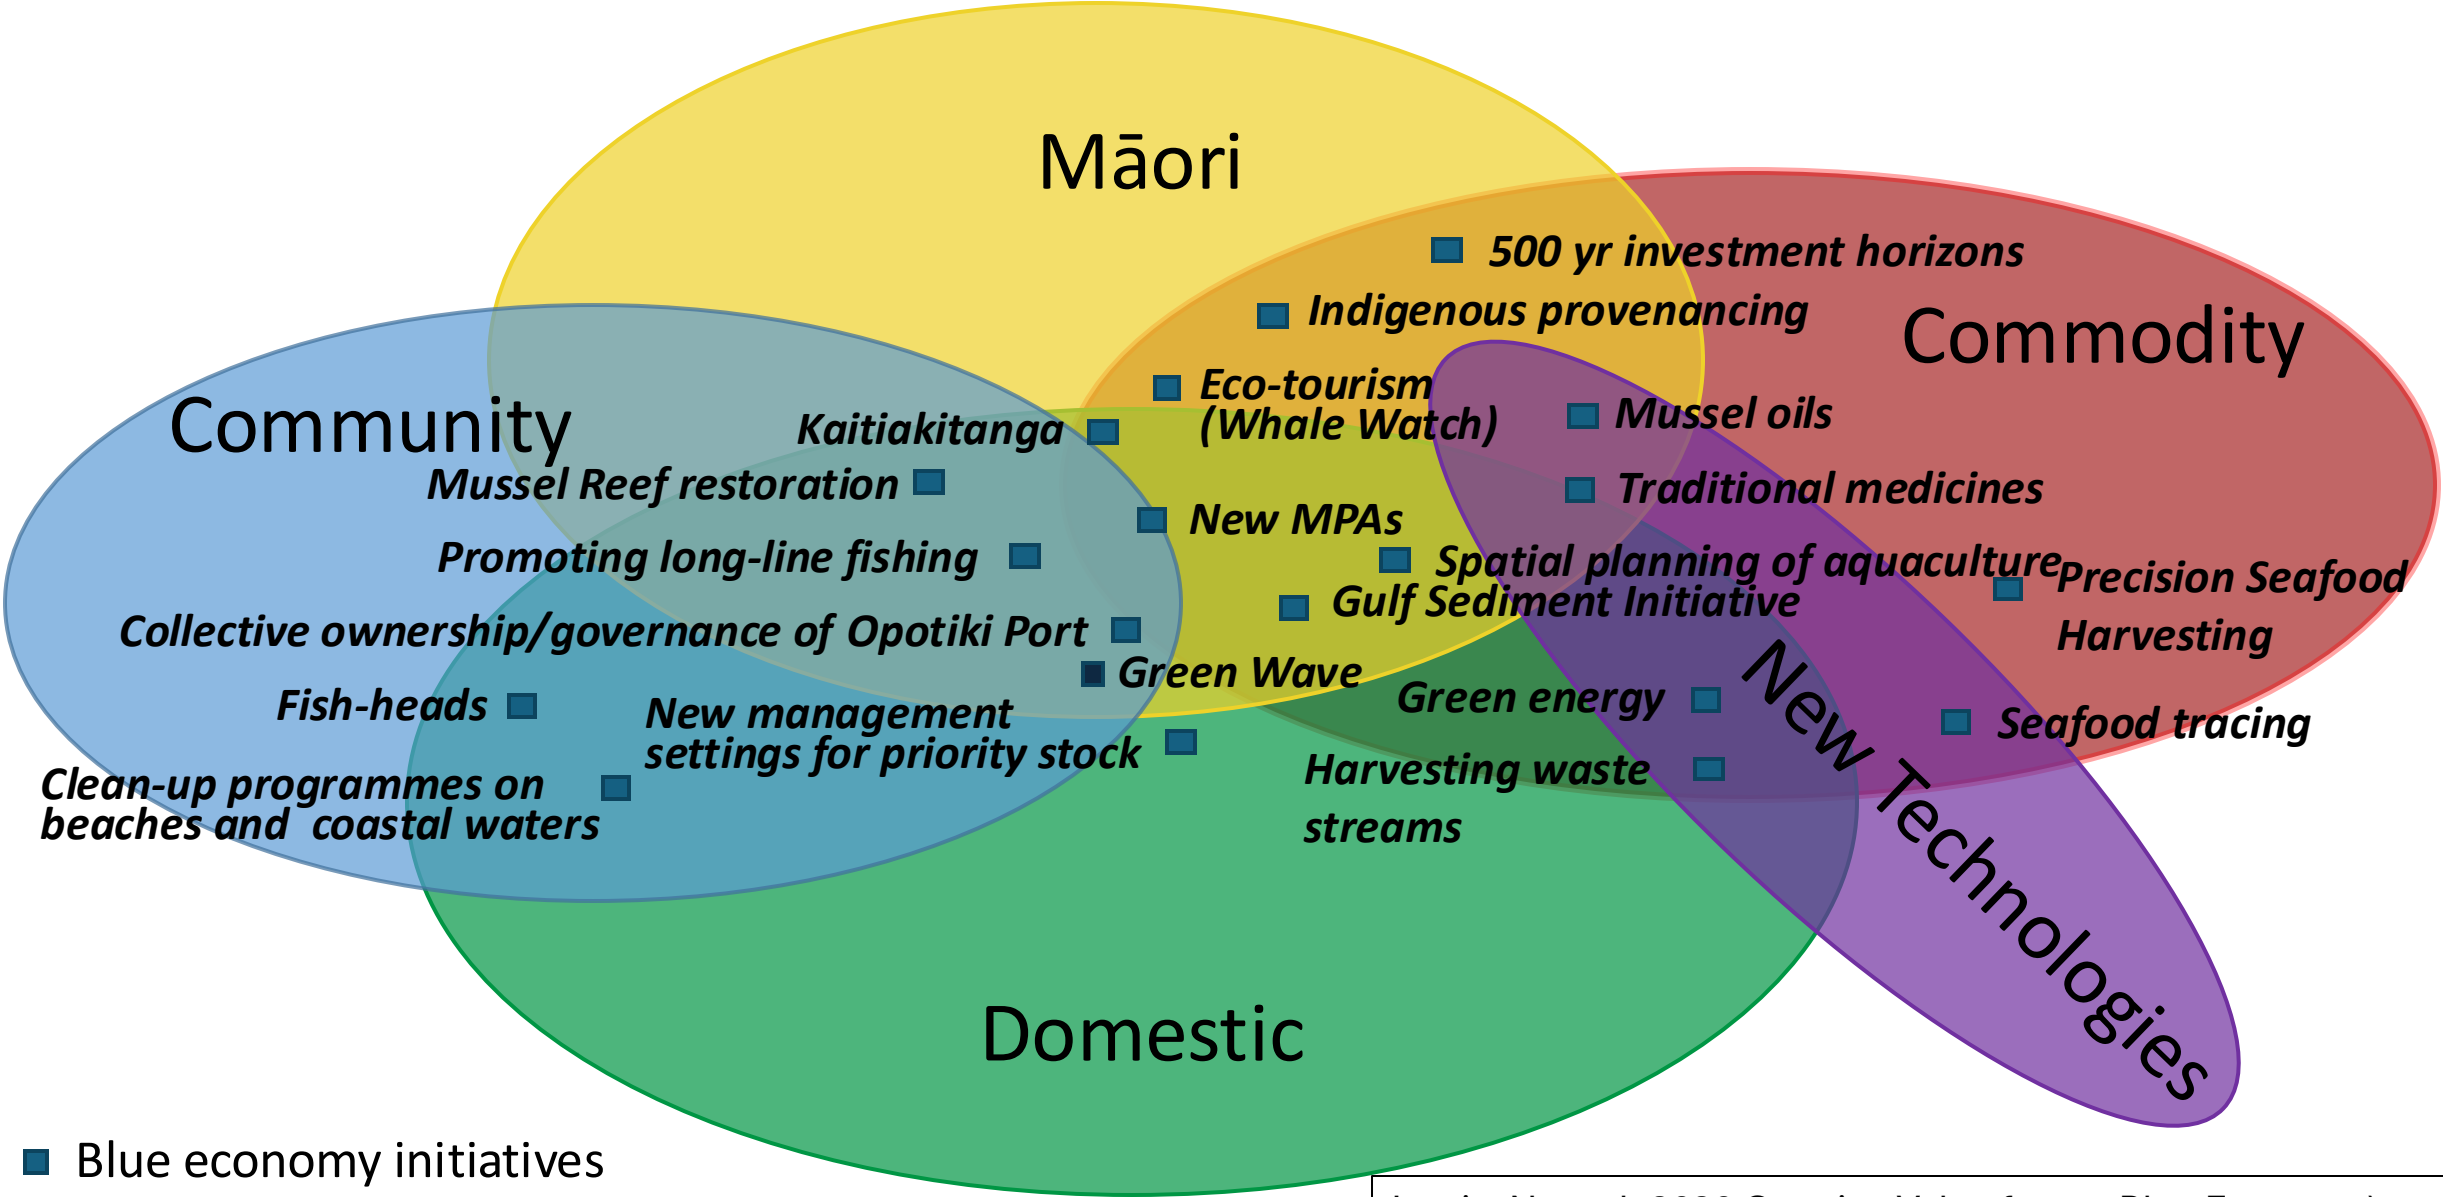 Māori
500 yr investment horizons
Indigenous provenancing
Commodity
Eco-tourism
(Whale Watch)
Community
Kaitiakitanga
Mussel oils
Mussel Reef restoration
Traditional medicines
New MPAs
Promoting long-line fishing
Spatial planning of aquaculture
Precision Seafood
Harvesting
Gulf Sediment Initiative
Collective ownership/governance of Opotiki Port
Green Wave
Green energy
New Technologies
Fish-heads
New management
settings for priority stock
Seafood tracing
Harvesting waste
streams
Clean-up programmes on
beaches and  coastal waters
Domestic
Blue economy initiatives